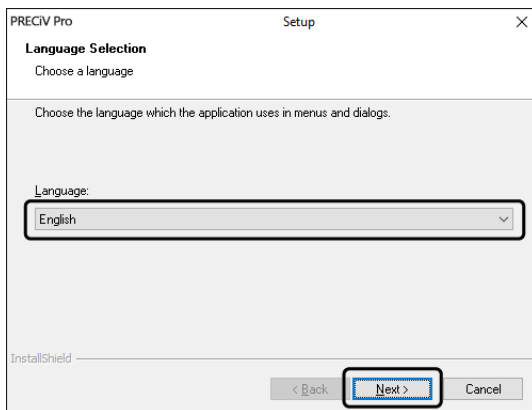 PRECiV Pro Setup
Language Selection
Choose a language
Choose the language which the application uses in menus and dialogs.
Language:
English
InstallShield
< Back Next > Cancel